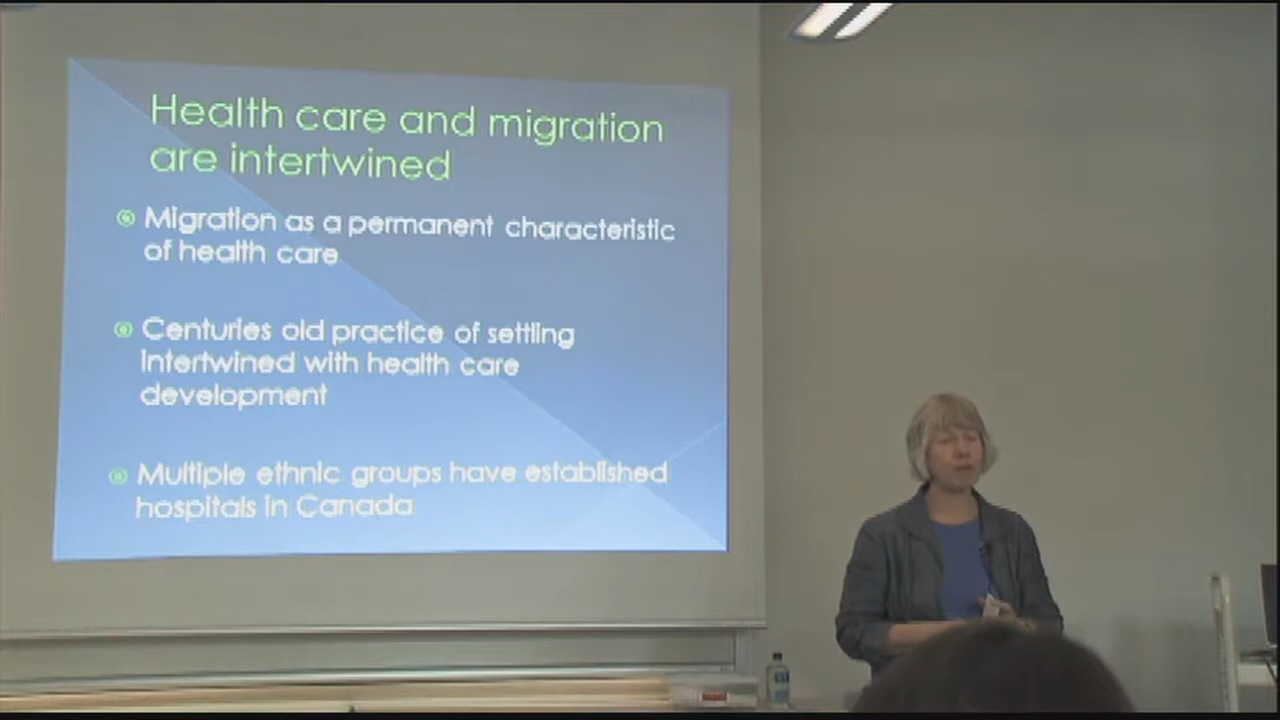 Health care and migration
are intertwined
Migration as a permanent characteristic
of health care
Centuries old practice of settling
intertwined with health care
development
Multiple ethnic groups have established
hospitals in Canada